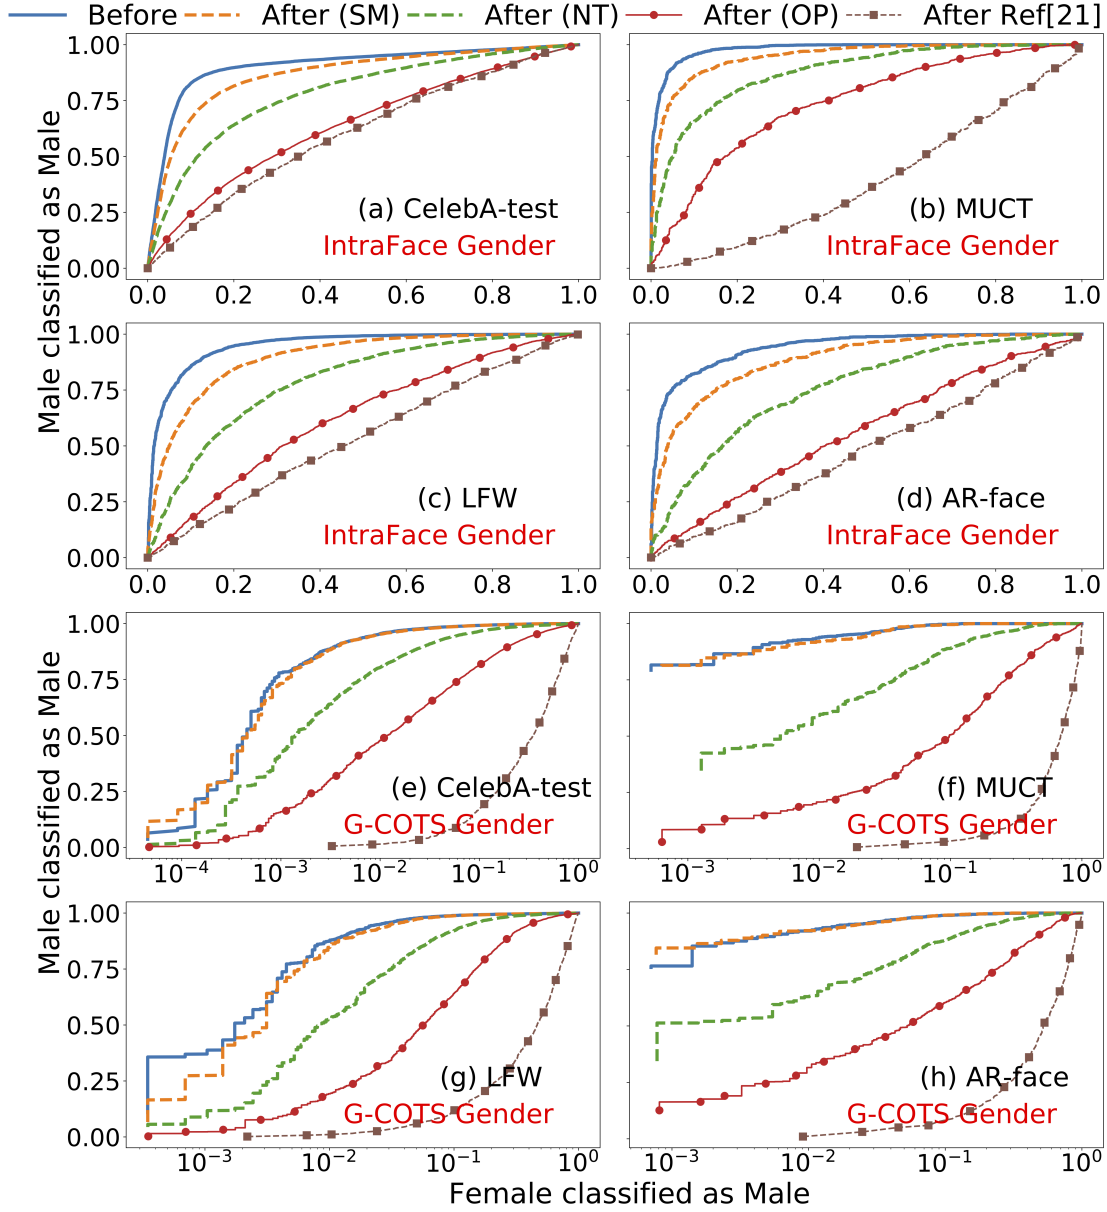 Before After (SM) After (NT) After (OP) After Ref[21]
Male classified as Male
1.00
0.75
0.50
0.25
0.00
(a) CelebA-test
IntraFace Gender
0.0 0.2 0.4 0.6 0.8 1.0
(b) MUCT
IntraFace Gender
0.0 0.2 0.4 0.6 0.8 1.0
1.00
0.75
0.50
0.25
0.00
(c) LFW
IntraFace Gender
0.0 0.2 0.4 0.6 0.8 1.0
(d) AR-face
IntraFace Gender
0.0 0.2 0.4 0.6 0.8 1.0
Male classified as Male
1.00
0.75
0.50
0.25
0.00
(e) CelebA-test
G-COTS Gender
10⁻⁴ 10⁻³ 10⁻² 10⁻¹ 10⁰
(f) MUCT
G-COTS Gender
10⁻³ 10⁻² 10⁻¹ 10⁰
1.00
0.75
0.50
0.25
0.00
(g) LFW
G-COTS Gender
10⁻³ 10⁻² 10⁻¹ 10⁰
(h) AR-face
G-COTS Gender
10⁻³ 10⁻² 10⁻¹ 10⁰
Female classified as Male